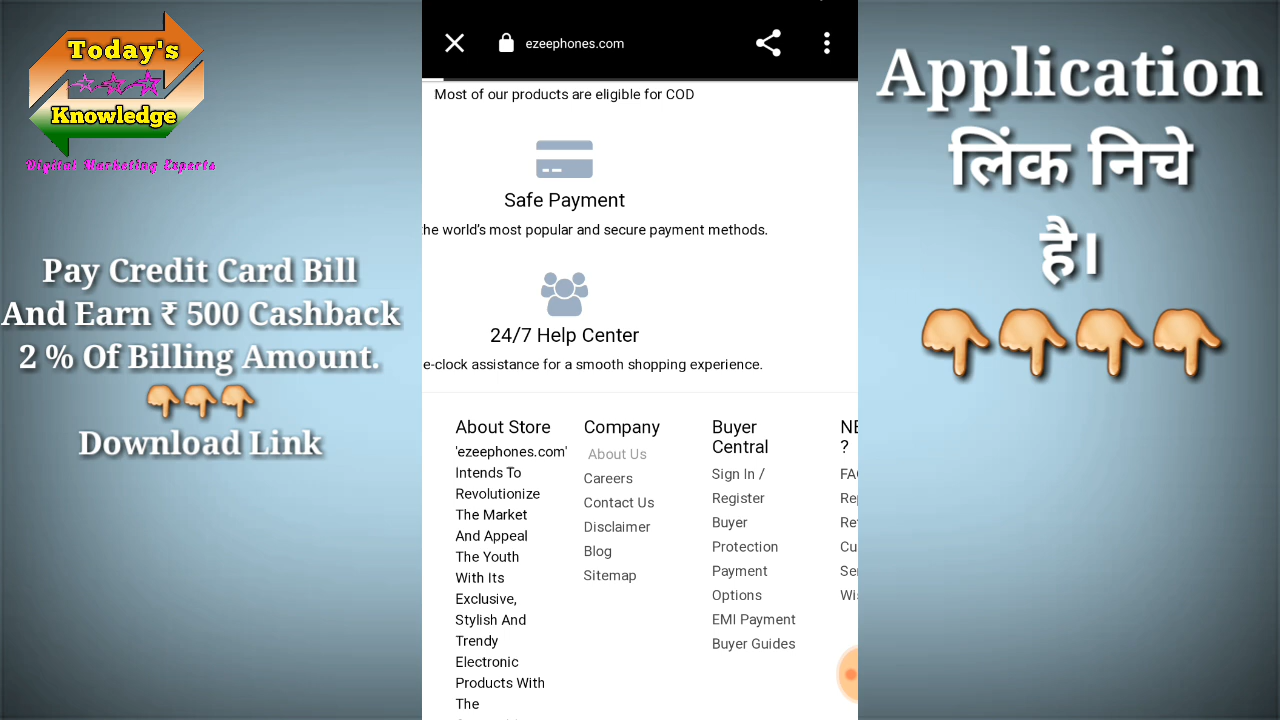 Today's
Knowledge
Digital Marketing Experts
Pay Credit Card Bill
And Earn ₹ 500 Cashback
2 % Of Billing Amount.
👇👇👇
Download Link
ezeephones.com
Most of our products are eligible for COD
Safe Payment
he world's most popular and secure payment methods.
24/7 Help Center
e-clock assistance for a smooth shopping experience.
About Store
'ezeephones.com'
Intends To
Revolutionize
The Market
And Appeal
The Youth
With Its
Exclusive,
Stylish And
Trendy
Electronic
Products With
The
Company
About Us
Careers
Contact Us
Disclaimer
Blog
Sitemap
Buyer
Central
Sign In /
Register
Buyer
Protection
Payment
Options
EMI Payment
Buyer Guides
?
Application
लिंक निचे
है।
👇👇👇👇